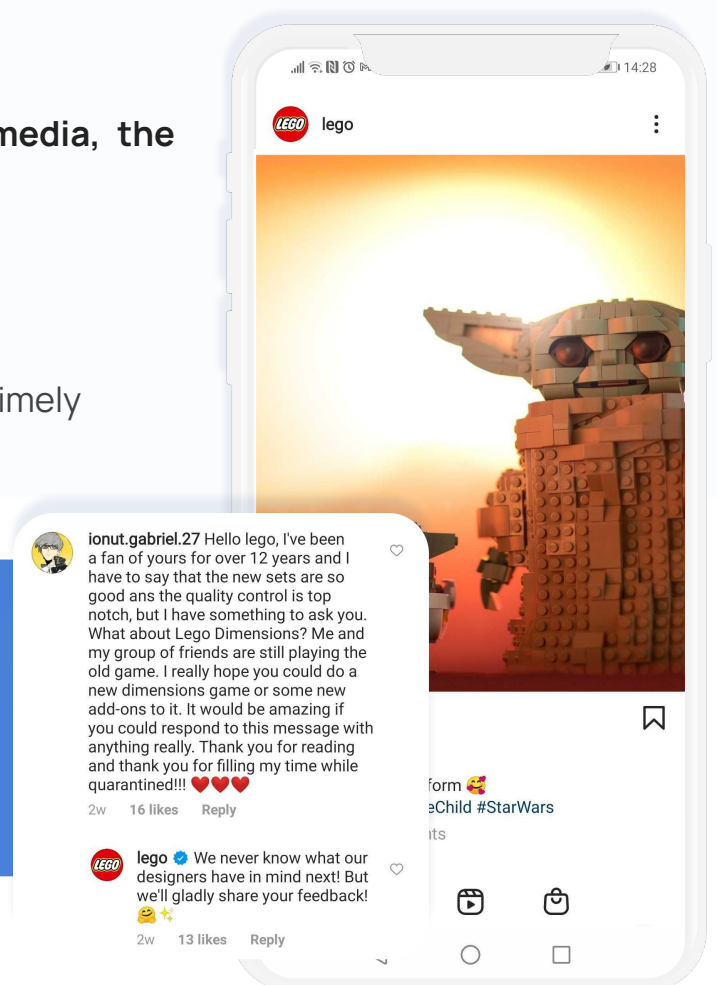 media, the
imely
14:28
LEGO lego
ionut.gabriel.27 Hello lego, I've been
a fan of yours for over 12 years and I
have to say that the new sets are so
good ans the quality control is top
notch, but I have something to ask you.
What about Lego Dimensions? Me and
my group of friends are still playing the
old game. I really hope you could do a
new dimensions game or some new
add-ons to it. It would be amazing if
you could respond to this message with
anything really. Thank you for reading
and thank you for filling my time while
quarantined!!! ❤️❤️❤️
2w 16 likes Reply
LEGO lego We never know what our
designers have in mind next! But
we'll gladly share your feedback!
🤗✨
2w 13 likes Reply
form 🥰
eChild #StarWars
nts